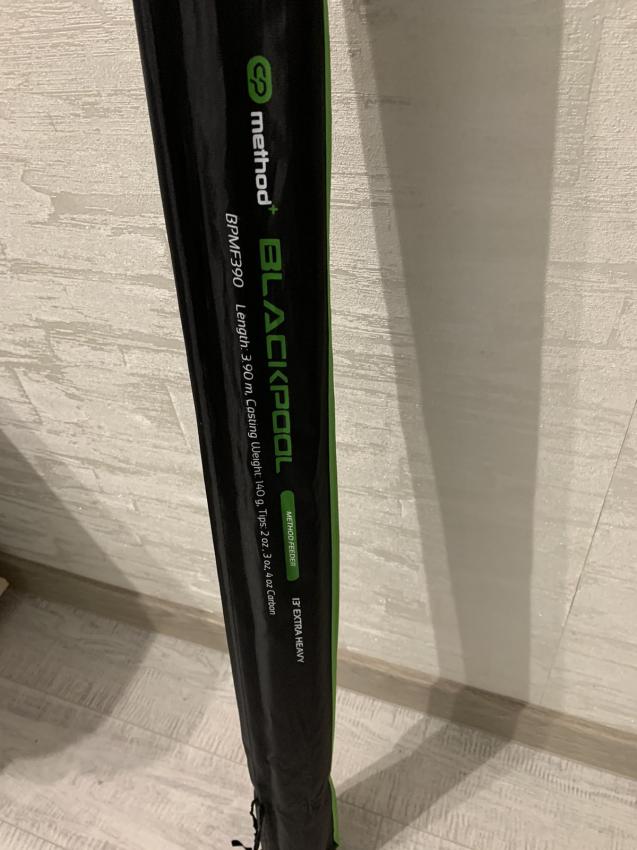 CP
method+
BLACKPOOL
METHOD FEEDER
13' EXTRA HEAVY
BPMF390 Length: 3.90 m, Casting Weight: 140 g, Tips: 2 oz, 3 oz, 4 oz Carbon